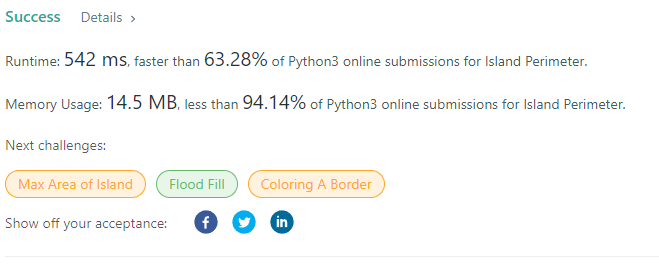 Success Details >
Runtime: 542 ms, faster than 63.28% of Python3 online submissions for Island Perimeter.
Memory Usage: 14.5 MB, less than 94.14% of Python3 online submissions for Island Perimeter.
Next challenges:
Max Area of Island Flood Fill Coloring A Border
Show off your acceptance: f in